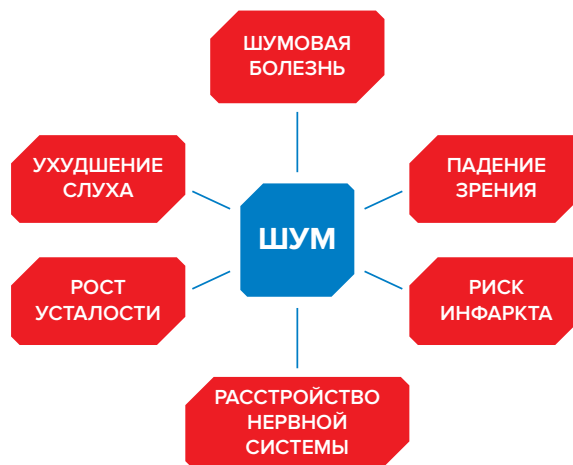 ШУМОВАЯ
БОЛЕЗНЬ
УХУДШЕНИЕ
СЛУХА
ПАДЕНИЕ
ЗРЕНИЯ
ШУМ
РОСТ
УСТАЛОСТИ
РИСК
ИНФАРКТА
РАССТРОЙСТВО
НЕРВНОЙ
СИСТЕМЫ